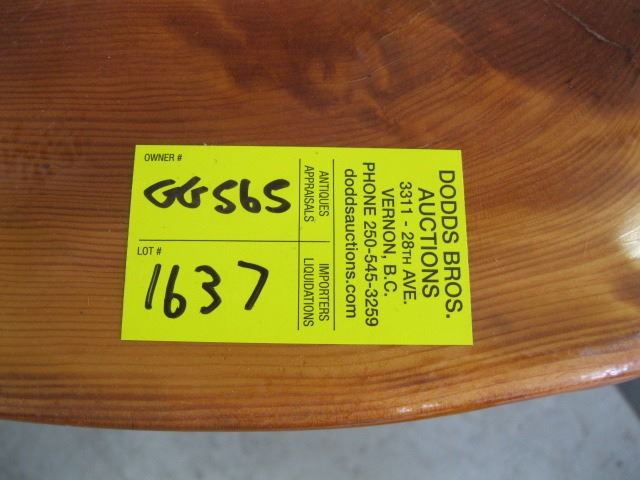 OWNER #
GG565
LOT #
1637
ANTIQUES
APPRAISALS
IMPORTERS
LIQUIDATIONS
DODDS BROS.
AUCTIONS
3311 - 28TH AVE.
VERNON, B.C.
PHONE 250-545-3259
doddsauctions.com